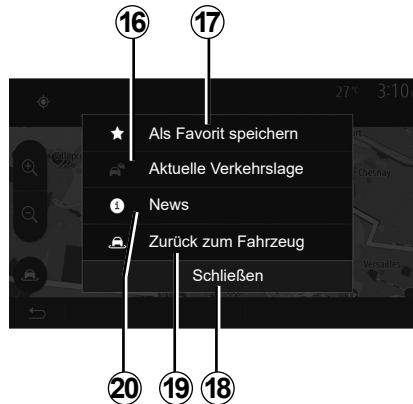 16 17
27 °C 3:10
Als Favorit speichern
Aktuelle Verkehrslage
Chesnay
News
Zurück zum Fahrzeug
Versailles
Schließen
20 19 18